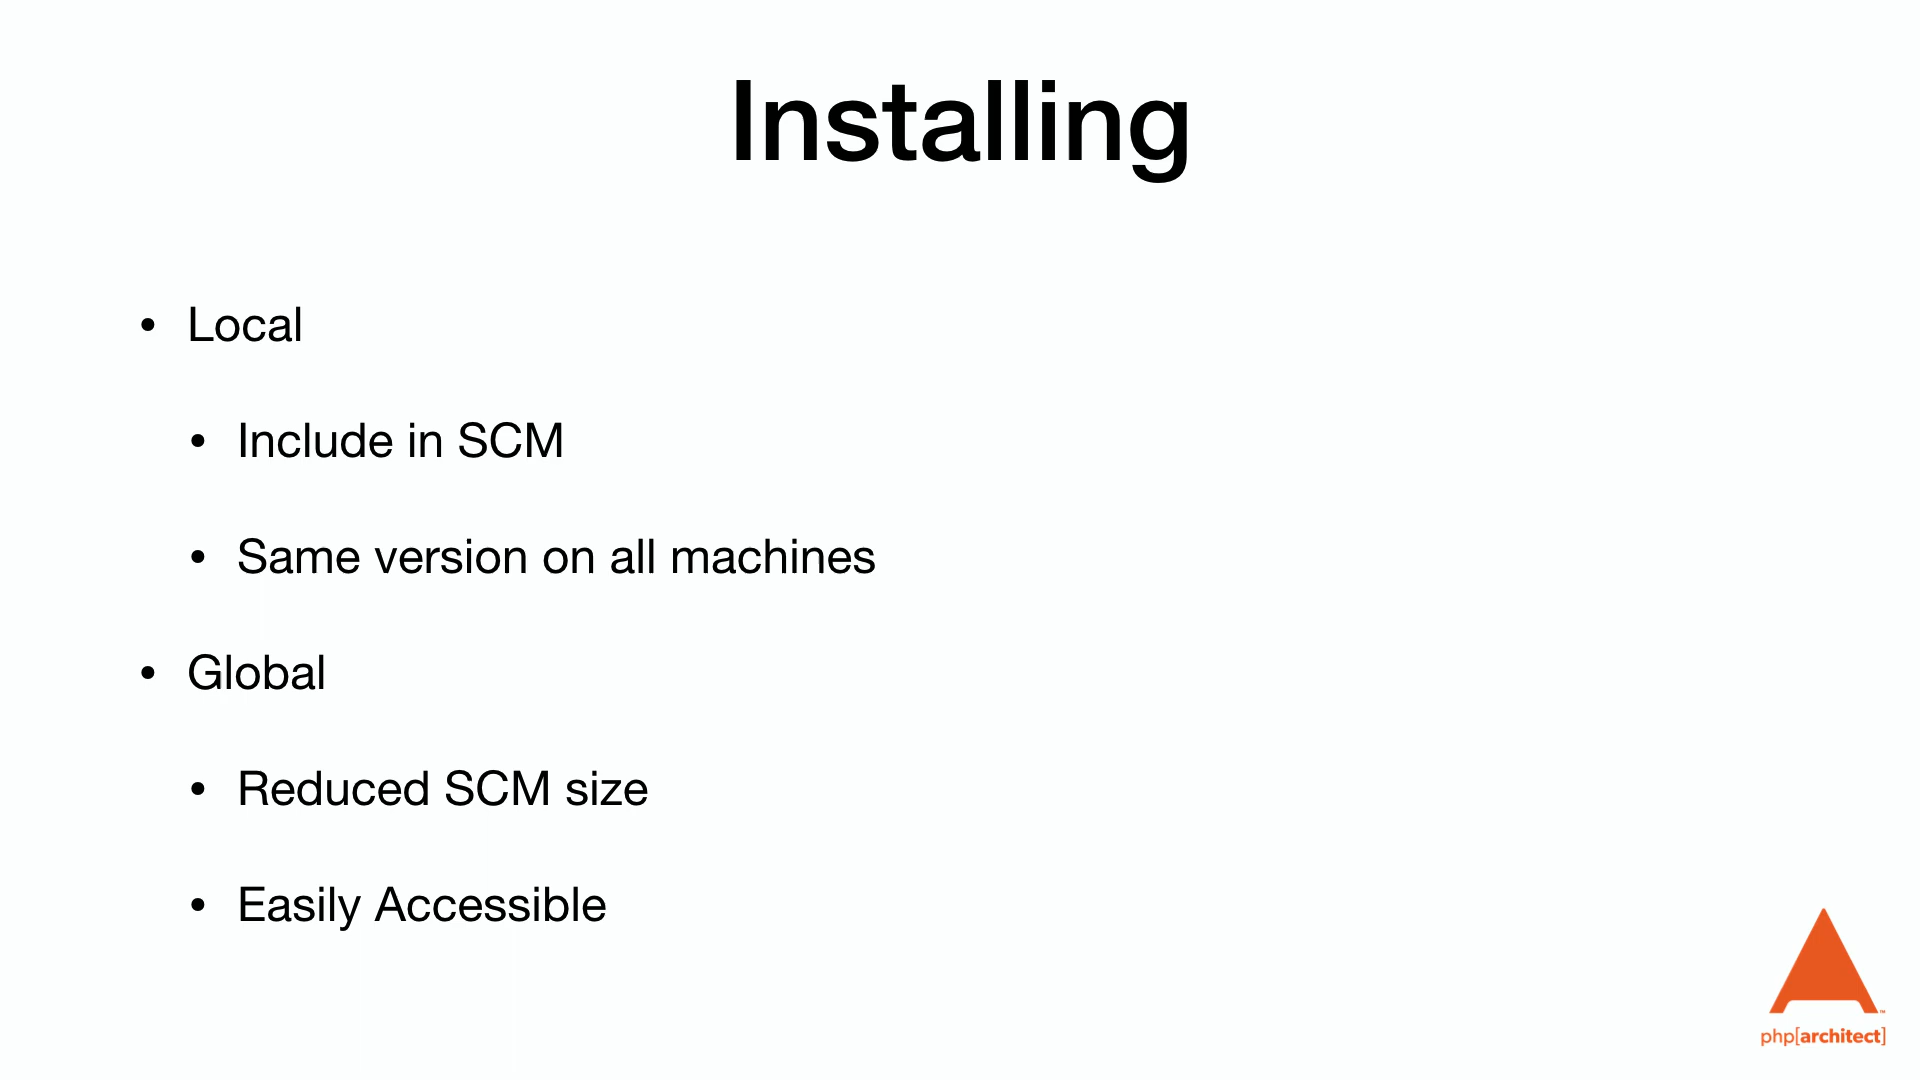 Installing
• Local
• Include in SCM
• Same version on all machines
• Global
• Reduced SCM size
• Easily Accessible
php[architect]